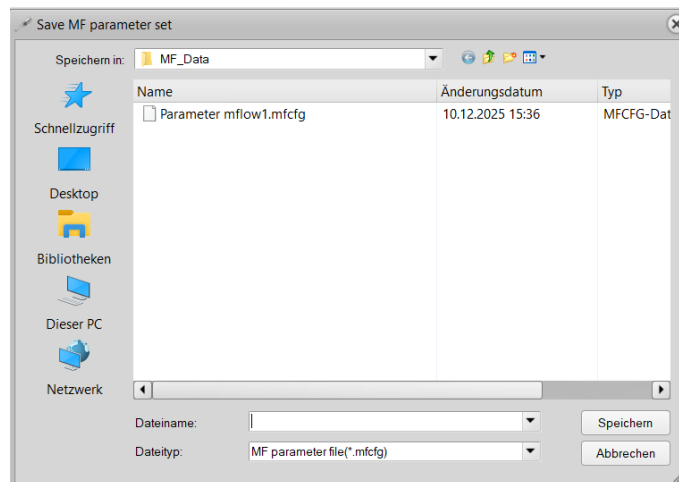 Save MF parameter set
Speichern in: MF_Data
Name Änderungsdatum Typ
Parameter mflow1.mfcfg 10.12.2025 15:36 MFCFG-Dat
Schnellzugriff
Desktop
Bibliotheken
Dieser PC
Netzwerk
Dateiname: Speichern
Dateityp: MF parameter file(*.mfcfg) Abbrechen